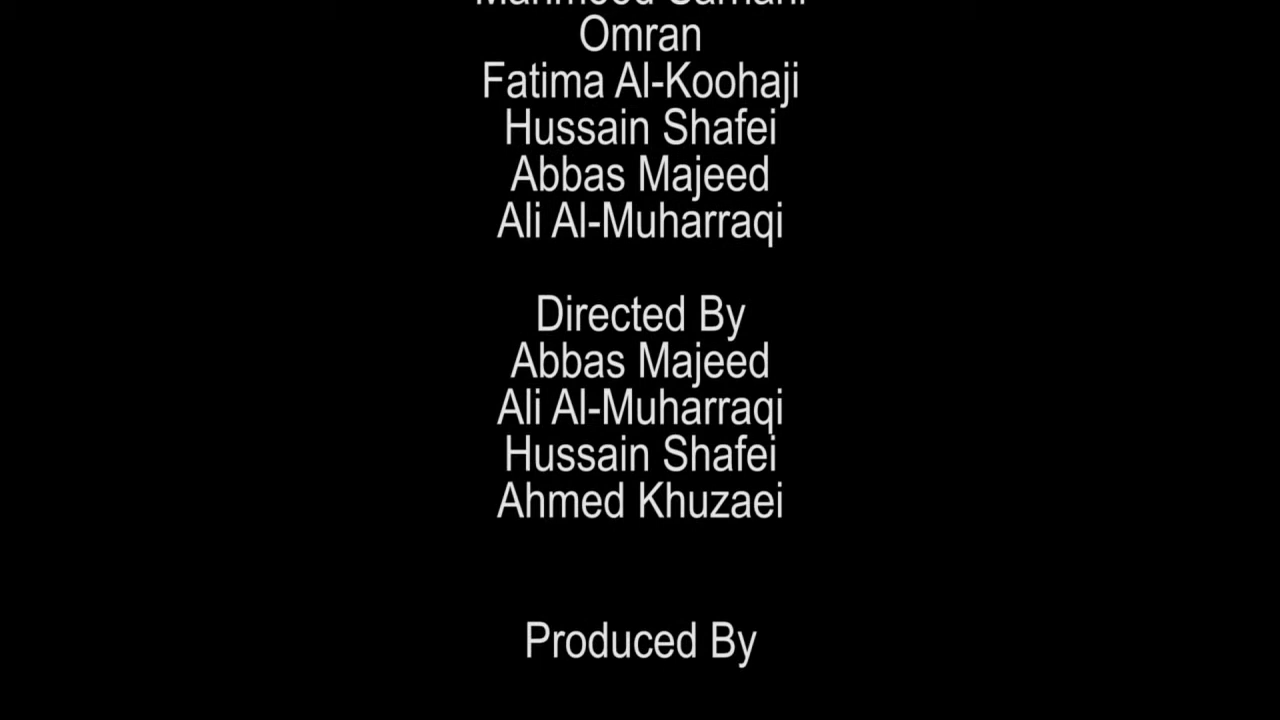 Omran
Fatima Al-Koohaji
Hussain Shafei
Abbas Majeed
Ali Al-Muharraqi
Directed By
Abbas Majeed
Ali Al-Muharraqi
Hussain Shafei
Ahmed Khuzaei
Produced By